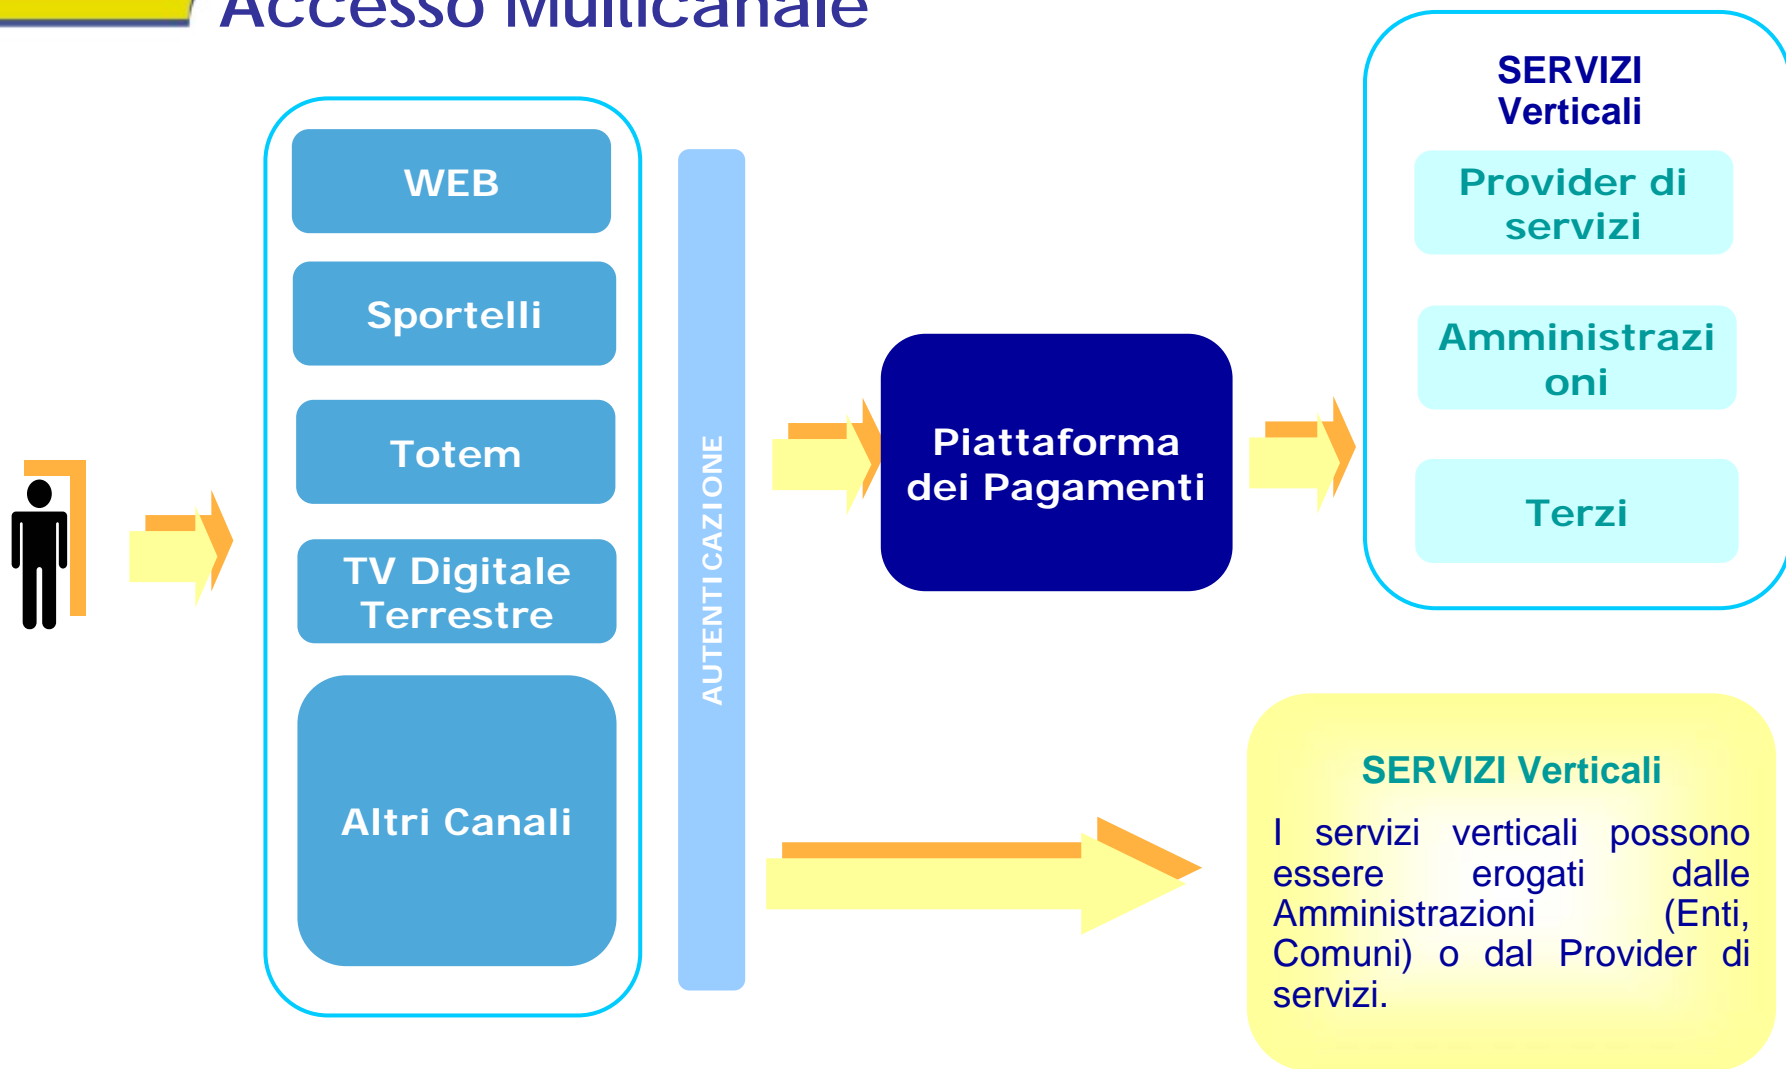 Accesso Multicanale
WEB
Sportelli
Totem
TV Digitale
Terrestre
Altri Canali
AUTENTICAZIONE
Piattaforma
dei Pagamenti
SERVIZI
Verticali
Provider di
servizi
Amministrazi
oni
Terzi
SERVIZI Verticali
I servizi verticali possono
essere erogati dalle
Amministrazioni (Enti,
Comuni) o dal Provider di
servizi.